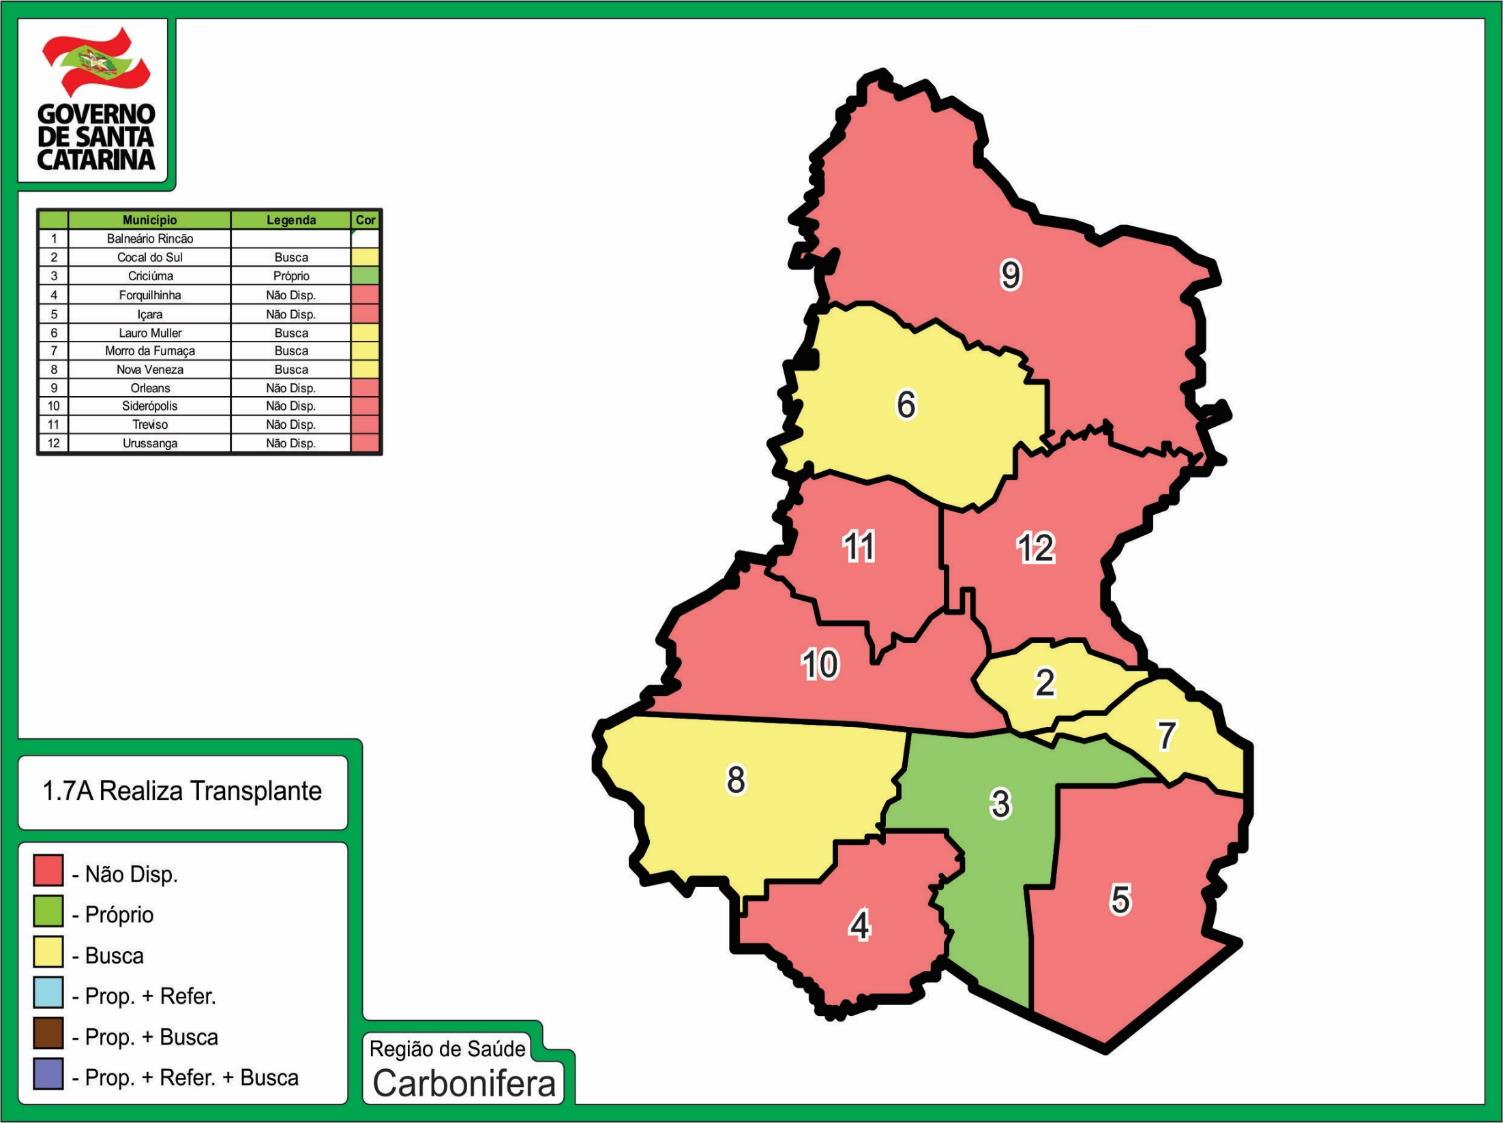 GOVERNO
DE SANTA
CATARINA
Município Legenda Cor
1 Balneário Rincão
2 Cocal do Sul Busca
3 Criciúma Próprio
4 Forquilhinha Não Disp.
5 Içara Não Disp.
6 Lauro Muller Busca
7 Morro da Fumaça Busca
8 Nova Veneza Busca
9 Orleans Não Disp.
10 Siderópolis Não Disp.
11 Treviso Não Disp.
12 Urussanga Não Disp.
9
6
11
12
10
2
7
8
3
5
4
1.7A Realiza Transplante
- Não Disp.
- Próprio
- Busca
- Prop. + Refer.
- Prop. + Busca
- Prop. + Refer. + Busca
Região de Saúde
Carbonifera